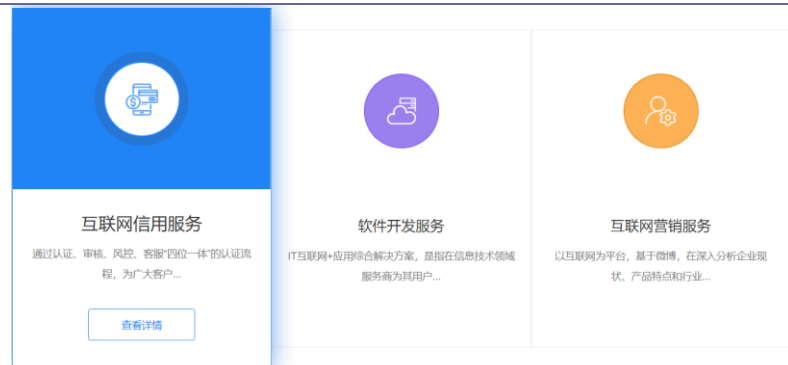 互联网信用服务
通过认证、审核、风控、客服"四位一体"的认证流
程，为广大客户...
查看详情
软件开发服务
IT互联网+应用综合解决方案，是指在信息技术领域
服务商为其用户...
互联网营销服务
以互联网为平台，基于微博，在深入分析企业现
状、产品特点和行业...